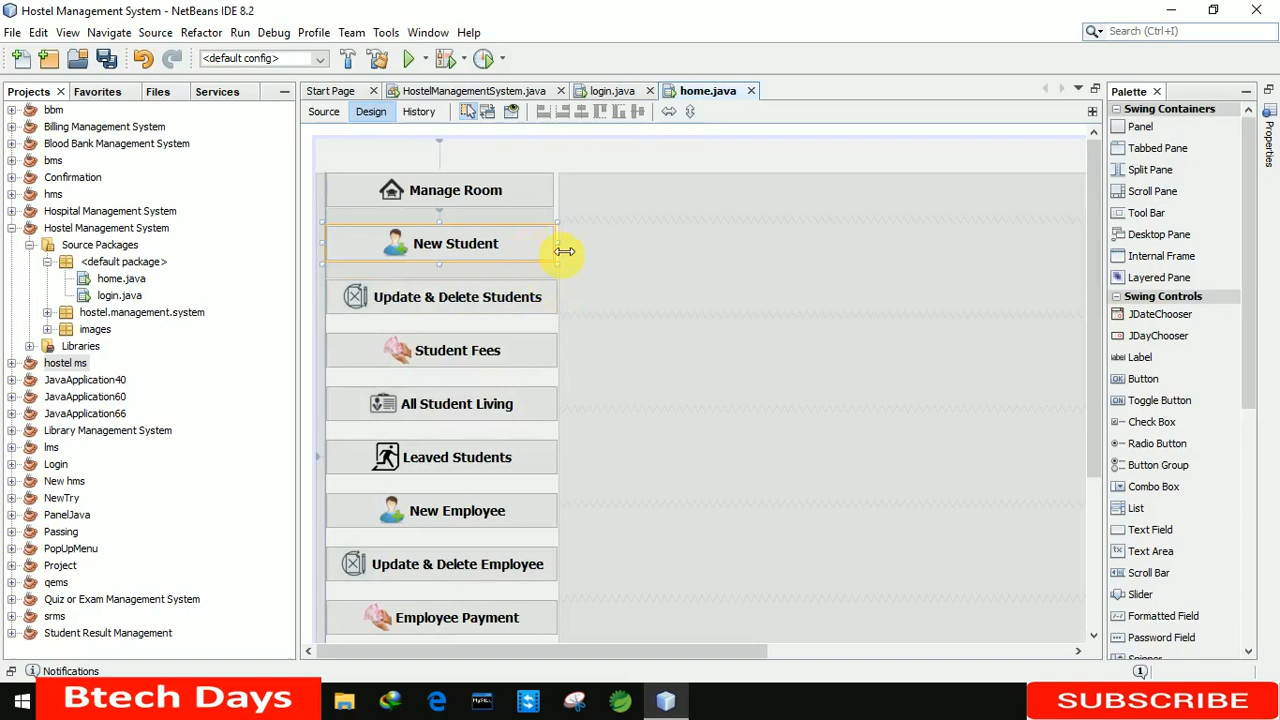 Hostel Management System - NetBeans IDE 8.2
File Edit View Navigate Source Refactor Run Debug Profile Team Tools Window Help
Search (Ctrl+I)
<default config>
Projects Favorites Files Services
Start Page HostelManagementSystem.java login.java home.java
Palette
Source Design History
bbm
Billing Management System
Blood Bank Management System
bms
Confirmation
hms
Hospital Management System
Hostel Management System
Source Packages
<default package>
home.java
login.java
hostel.management.system
images
Libraries
hostel ms
JavaApplication40
JavaApplication60
JavaApplication66
Library Management System
lms
Login
New hms
NewTry
PanelJava
Passing
PopUpMenu
Project
qems
Quiz or Exam Management System
srms
Student Result Management
Manage Room
New Student
Update & Delete Students
Student Fees
All Student Living
Leaved Students
New Employee
Update & Delete Employee
Employee Payment
Swing Containers
Panel
Tabbed Pane
Split Pane
Scroll Pane
Tool Bar
Desktop Pane
Internal Frame
Layered Pane
Swing Controls
JDateChooser
JDayChooser
Label
Button
Toggle Button
Check Box
Radio Button
Button Group
Combo Box
List
Text Field
Text Area
Scroll Bar
Slider
Formatted Field
Password Field
Spinner
Properties
Notifications
Btech Days
SUBSCRIBE